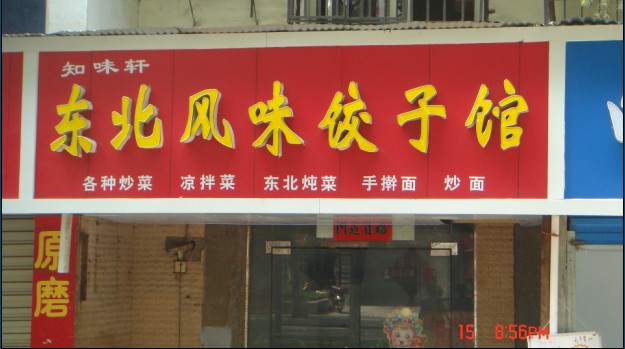 知味轩
东北风味饺子馆
各种炒菜 凉拌菜 东北炖菜 手擀面 炒面
原磨
15 8:56PM